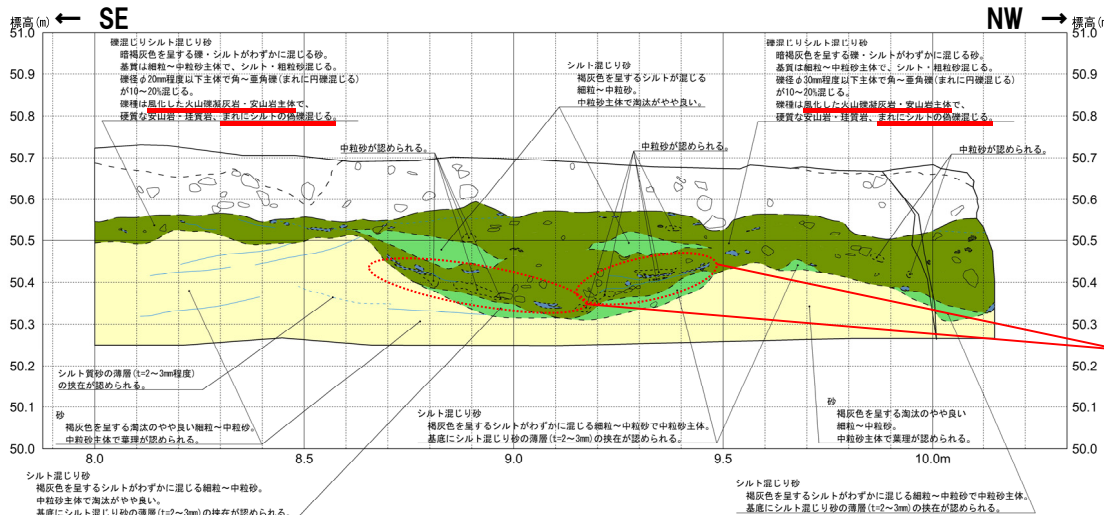 標高(m) ← SE
NW → 標高(m
51.0
50.9
50.8
50.7
50.6
50.5
50.4
50.3
50.2
50.1
50.0
51.0
50.9
50.8
50.7
50.6
50.5
50.4
50.3
50.2
50.1
50.0
礫混じりシルト混じり砂
暗褐灰色を呈する礫・シルトがわずかに混じる砂。
基質は細粒～中粒砂主体で、シルト・粗粒砂混じる。
礫径φ20mm程度以下主体で角～亜角礫(まれに円礫混じる)
が10～20%混じる。
礫種は風化した火山礫凝灰岩・安山岩主体で、
硬質な安山岩・珪質岩、まれにシルトの偽礫混じる。
シルト混じり砂
褐灰色を呈するシルトが混じる
細粒～中粒砂。
中粒砂主体で淘汰がやや良い。
礫混じりシルト混じり砂
暗褐灰色を呈する礫・シルトがわずかに混じる砂。
基質は細粒～中粒砂主体で、シルト・粗粒砂混じる。
礫径φ30mm程度以下主体で角～亜角礫(まれに円礫混じる)
が10～20%混じる。
礫種は風化した火山礫凝灰岩・安山岩主体で、
硬質な安山岩・珪質岩、まれにシルトの偽礫混じる。
中粒砂が認められる。
中粒砂が認められる。
中粒砂が認められる。
シルト質砂の薄層(t=2～3mm程度)
の挟在が認められる。
砂
褐灰色を呈する淘汰のやや良い細粒～中粒砂。
中粒砂主体で葉理が認められる。
シルト混じり砂
褐灰色を呈するシルトがわずかに混じる細粒～中粒砂で中粒砂主体。
基底にシルト混じり砂の薄層(t=2～3mm)の挟在が認められる。
砂
褐灰色を呈する淘汰のやや良い
細粒～中粒砂。
中粒砂主体で葉理が認められる。
8.0
8.5
9.0
9.5
10.0m
シルト混じり砂
褐灰色を呈するシルトがわずかに混じる細粒～中粒砂。
中粒砂主体で淘汰がやや良い。
基底にシルト混じり砂の薄層(t=2～3mm)の挟在が認められる。
シルト混じり砂
褐灰色を呈するシルトがわずかに混じる細粒～中粒砂で中粒砂主体。
基底にシルト混じり砂の薄層(t=2～3mm)の挟在が認められる。